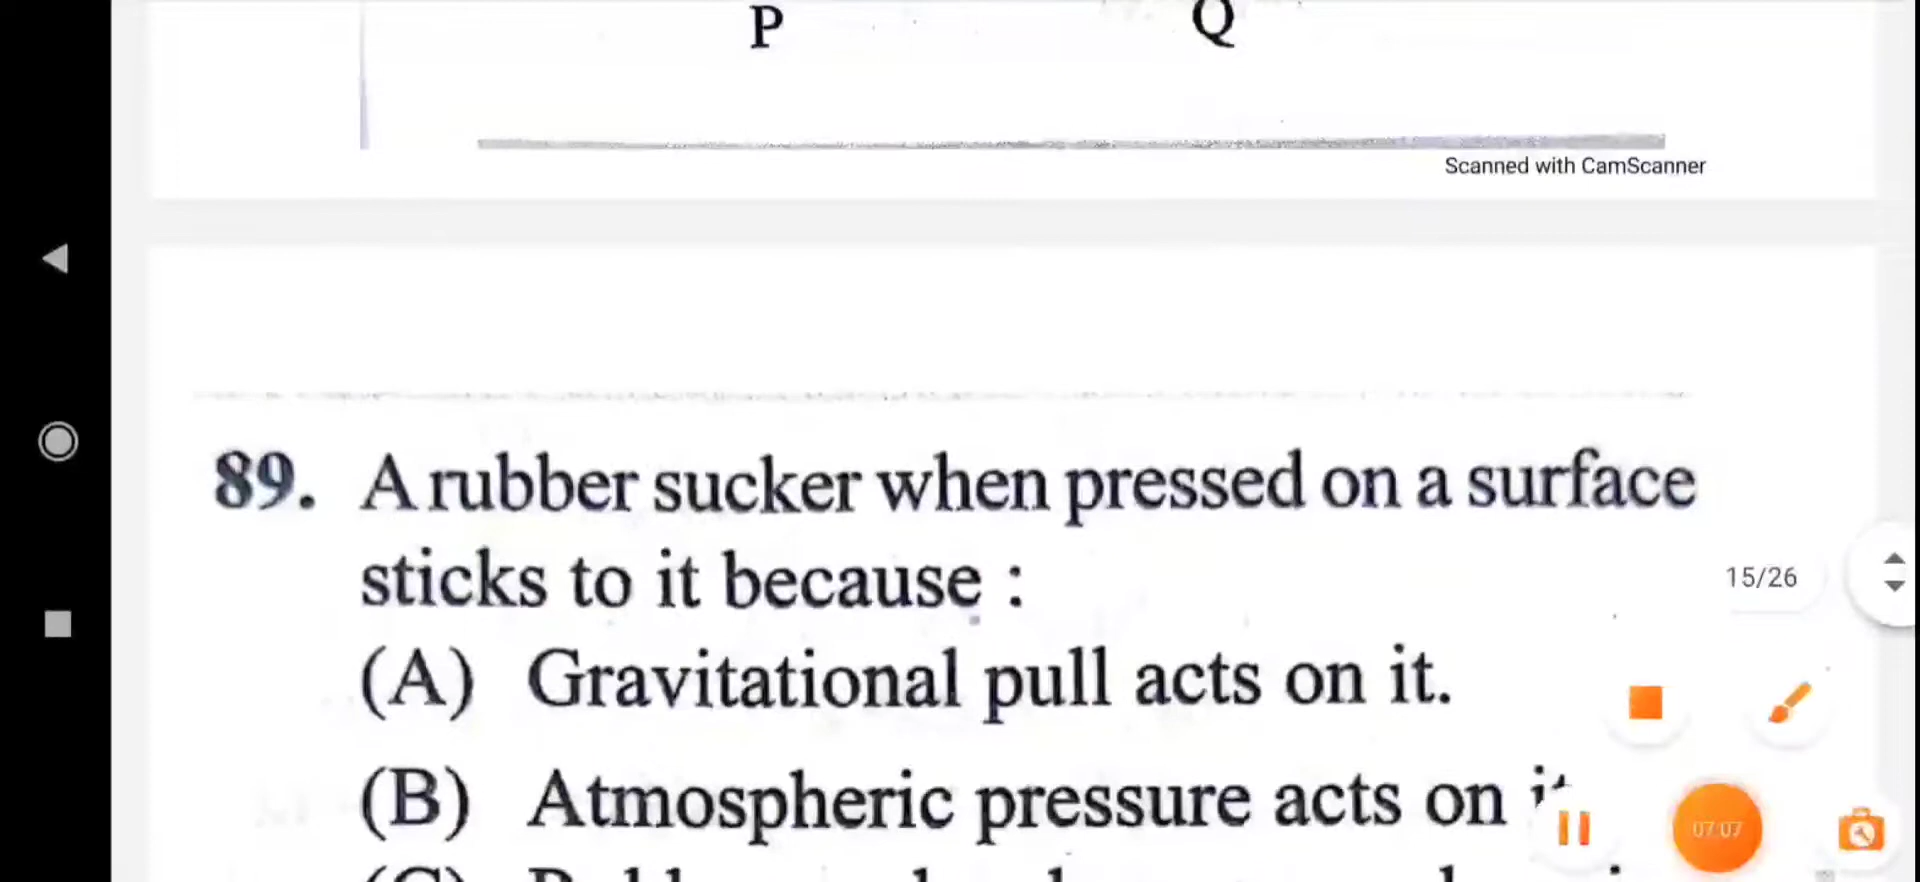 P Q
Scanned with CamScanner
89. A rubber sucker when pressed on a surface
sticks to it because :
15/26
(A) Gravitational pull acts on it.
(B) Atmospheric pressure acts on
07:07